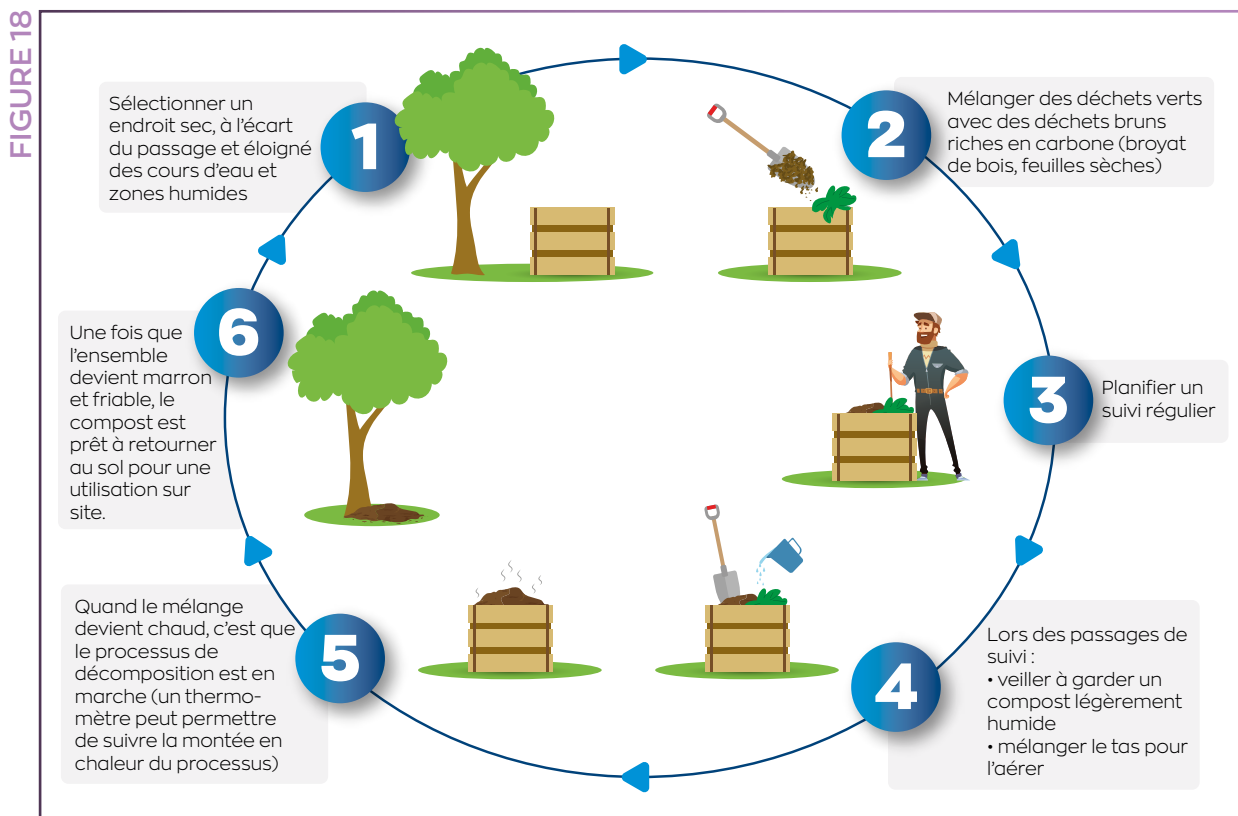 FIGURE 18
1
Sélectionner un
endroit sec, à l'écart
du passage et éloigné
des cours d'eau et
zones humides
2
Mélanger des déchets verts
avec des déchets bruns
riches en carbone (broyat
de bois, feuilles sèches)
3
Planifier un
suivi régulier
4
Lors des passages de
suivi :
• veiller à garder un
compost légèrement
humide
• mélanger le tas pour
l'aérer
5
Quand le mélange
devient chaud, c'est que
le processus de
décomposition est en
marche (un thermo-
mètre peut permettre
de suivre la montée en
chaleur du processus)
6
Une fois que
l'ensemble
devient marron
et friable, le
compost est
prêt à retourner
au sol pour une
utilisation sur
site.